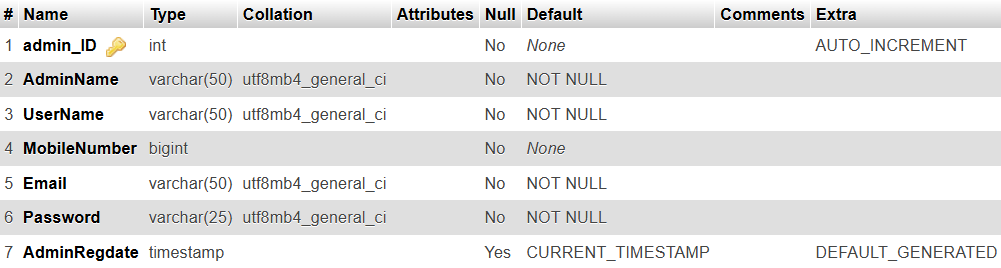 # Name Type Collation Attributes Null Default Comments Extra
1 admin_ID int No None AUTO_INCREMENT
2 AdminName varchar(50) utf8mb4_general_ci No NOT NULL
3 UserName varchar(50) utf8mb4_general_ci No NOT NULL
4 MobileNumber bigint No None
5 Email varchar(50) utf8mb4_general_ci No NOT NULL
6 Password varchar(25) utf8mb4_general_ci No NOT NULL
7 AdminRegdate timestamp Yes CURRENT_TIMESTAMP DEFAULT_GENERATED